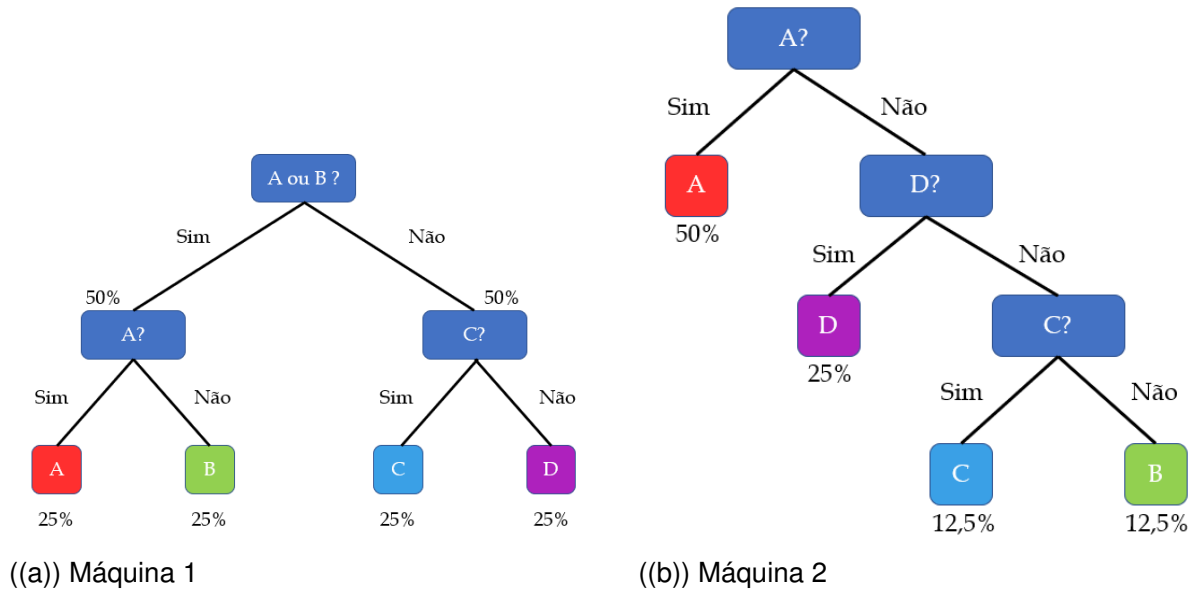 A ou B ?
Sim
Não
50%
50%
A?
C?
Sim
Não
Sim
Não
A
B
C
D
25%
25%
25%
25%
((a)) Máquina 1
A?
Sim
Não
A
D?
50%
Sim
Não
D
C?
25%
Sim
Não
C
B
12,5%
12,5%
((b)) Máquina 2